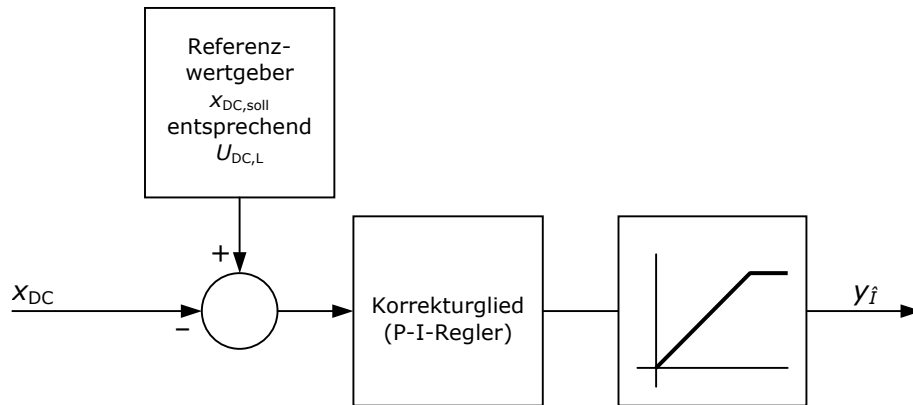 Referenz-
wertgeber
x_DC,soll
entsprechend
U_DC,L
+
x_DC
−
Korrekturglied
(P-I-Regler)
y_Î